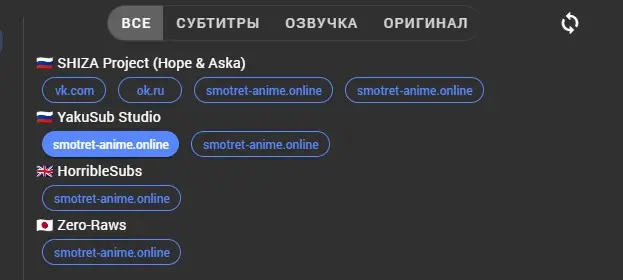 ВСЕ СУБТИТРЫ ОЗВУЧКА ОРИГИНАЛ
SHIZA Project (Hope & Aska)
vk.com ok.ru smotret-anime.online smotret-anime.online
YakuSub Studio
smotret-anime.online smotret-anime.online
HorribleSubs
smotret-anime.online
Zero-Raws
smotret-anime.online